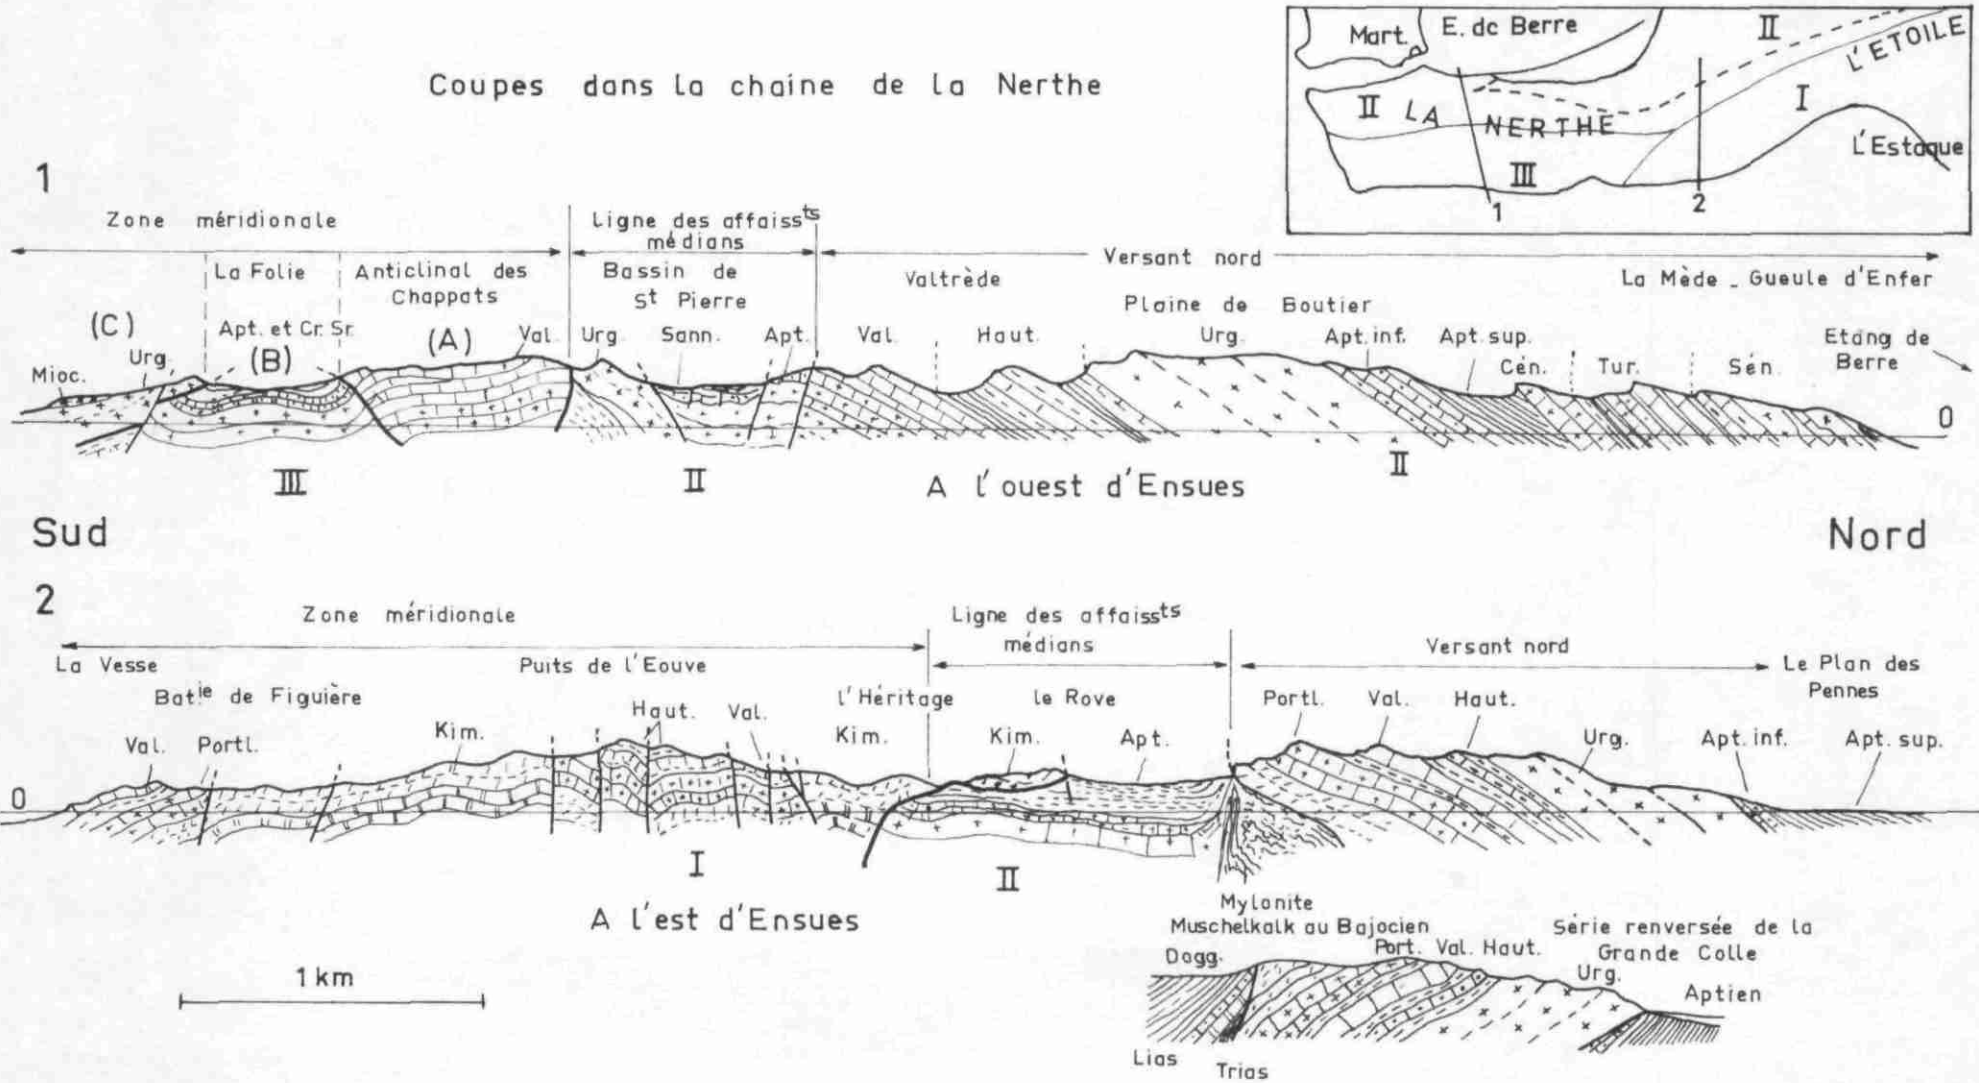 Coupes dans la chaine de la Nerthe
Mart.
E. de Berre
II
L'ETOILE
II LA NERTHE
I
L'Estaque
III
1
2
1
Zone méridionale
Ligne des affaissts
médians
Versant nord
La Folie
Anticlinal des
Chappats
Bassin de
St Pierre
Valtrède
Plaine de Boutier
La Mède _ Gueule d'Enfer
(C)
Apt. et Cr. Sr.
(B)
(A)
Mioc.
Urg.
Val.
Urg.
Sann.
Apt.
Val.
Haut.
Urg.
Apt. inf.
Apt. sup.
Cén.
Tur.
Sén.
Etang de
Berre
0
III
II
II
A l'ouest d'Ensues
Sud
Nord
2
Zone méridionale
Ligne des affaissts
médians
Versant nord
La Vesse
Puits de l'Eouve
Le Plan des
Pennes
Batie de Figuière
l'Héritage
le Rove
Portl.
Val.
Haut.
Val.
Portl.
Kim.
Haut.
Val.
Kim.
Kim.
Apt.
Urg.
Apt. inf.
Apt. sup.
0
I
II
A l'est d'Ensues
1 km
Mylonite
Muschelkalk au Bajocien
Série renversée de la
Grande Colle
Dogg.
Port. Val. Haut.
Urg.
Aptien
Lias
Trias